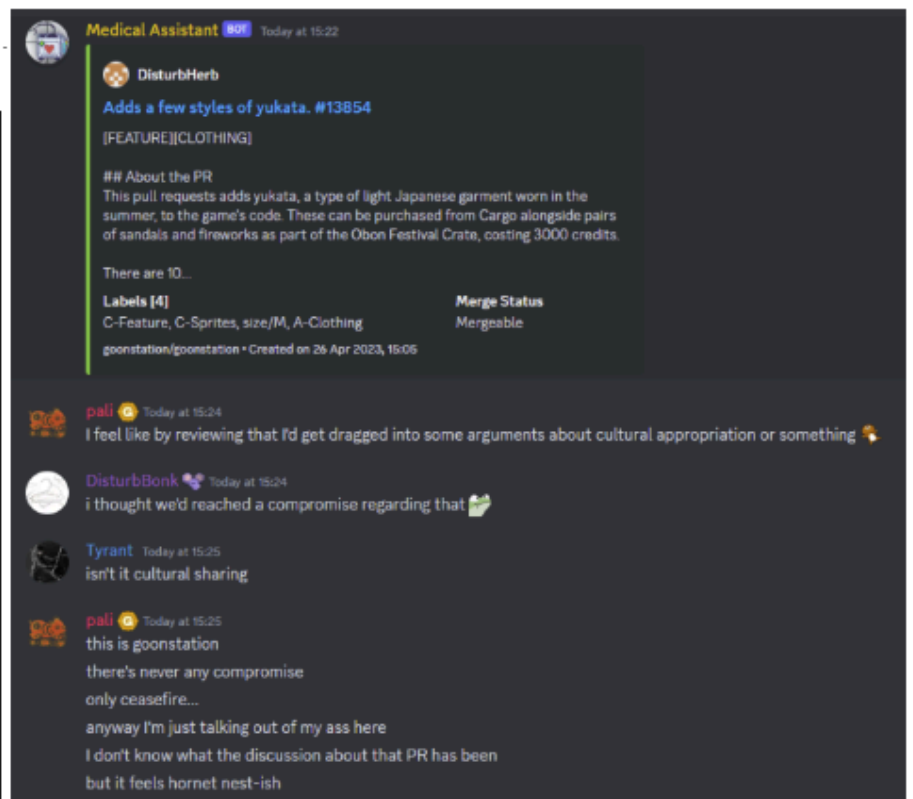 Medical Assistant BOT Today at 15:22
DisturbHerb
Adds a few styles of yukata. #13854
[FEATURE][CLOTHING]
## About the PR
This pull requests adds yukata, a type of light Japanese garment worn in the
summer, to the game's code. These can be purchased from Cargo alongside pairs
of sandals and fireworks as part of the Obon Festival Crate, costing 3000 credits.
There are 10...
Labels [4] Merge Status
C-Feature, C-Sprites, size/M, A-Clothing Mergeable
goonstation/goonstation • Created on 26 Apr 2023, 15:05
pali G Today at 15:24
I feel like by reviewing that I'd get dragged into some arguments about cultural appropriation or something
DisturbBonk Today at 15:24
i thought we'd reached a compromise regarding that
Tyrant Today at 15:25
isn't it cultural sharing
pali G Today at 15:25
this is goonstation
there's never any compromise
only ceasefire...
anyway I'm just talking out of my ass here
I don't know what the discussion about that PR has been
but it feels hornet nest-ish